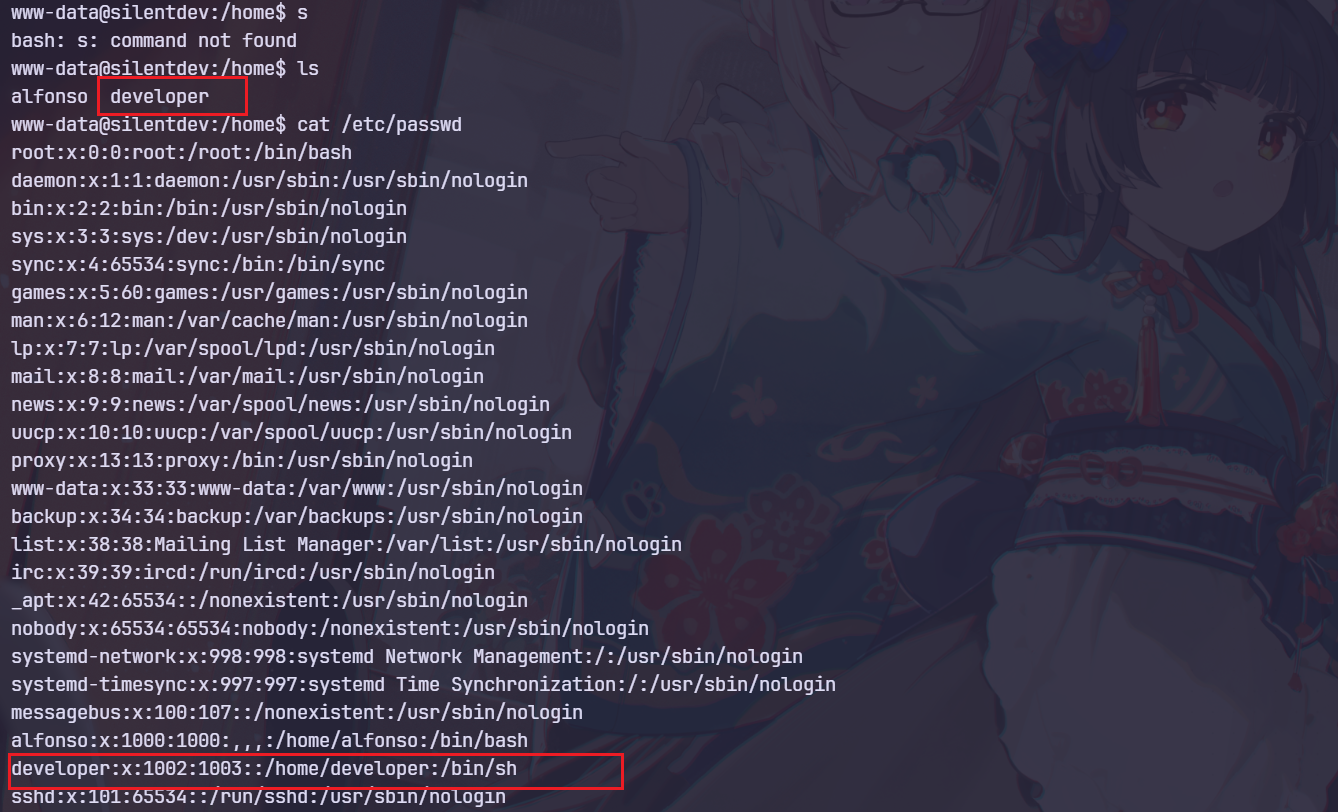 www-data@silentdev:/home$ s
bash: s: command not found
www-data@silentdev:/home$ ls
alfonso  developer
www-data@silentdev:/home$ cat /etc/passwd
root:x:0:0:root:/root:/bin/bash
daemon:x:1:1:daemon:/usr/sbin:/usr/sbin/nologin
bin:x:2:2:bin:/bin:/usr/sbin/nologin
sys:x:3:3:sys:/dev:/usr/sbin/nologin
sync:x:4:65534:sync:/bin:/bin/sync
games:x:5:60:games:/usr/games:/usr/sbin/nologin
man:x:6:12:man:/var/cache/man:/usr/sbin/nologin
lp:x:7:7:lp:/var/spool/lpd:/usr/sbin/nologin
mail:x:8:8:mail:/var/mail:/usr/sbin/nologin
news:x:9:9:news:/var/spool/news:/usr/sbin/nologin
uucp:x:10:10:uucp:/var/spool/uucp:/usr/sbin/nologin
proxy:x:13:13:proxy:/bin:/usr/sbin/nologin
www-data:x:33:33:www-data:/var/www:/usr/sbin/nologin
backup:x:34:34:backup:/var/backups:/usr/sbin/nologin
list:x:38:38:Mailing List Manager:/var/list:/usr/sbin/nologin
irc:x:39:39:ircd:/run/ircd:/usr/sbin/nologin
_apt:x:42:65534::/nonexistent:/usr/sbin/nologin
nobody:x:65534:65534:nobody:/nonexistent:/usr/sbin/nologin
systemd-network:x:998:998:systemd Network Management:/:/usr/sbin/nologin
systemd-timesync:x:997:997:systemd Time Synchronization:/:/usr/sbin/nologin
messagebus:x:100:107::/nonexistent:/usr/sbin/nologin
alfonso:x:1000:1000:,,,:/home/alfonso:/bin/bash
developer:x:1002:1003::/home/developer:/bin/sh
sshd:x:101:65534::/run/sshd:/usr/sbin/nologin